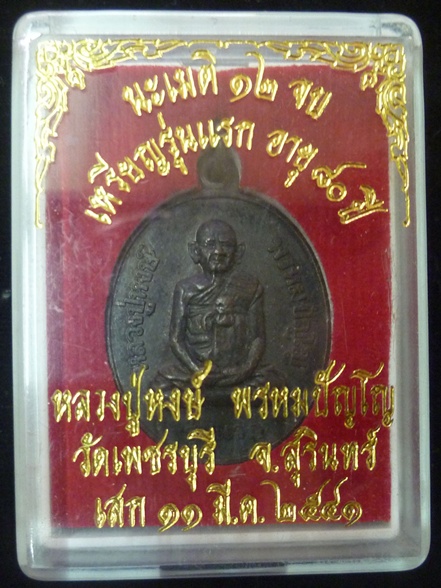 นะเมติ ๑๒ จบ
เหรียญรุ่นแรก อายุ ๘๐ ปี
หลวงปู่หงษ์ พรหมปัญโญ
วัดเพชรบุรี จ.สุรินทร์
เสก ๑๑ มี.ค. ๒๕๔๑